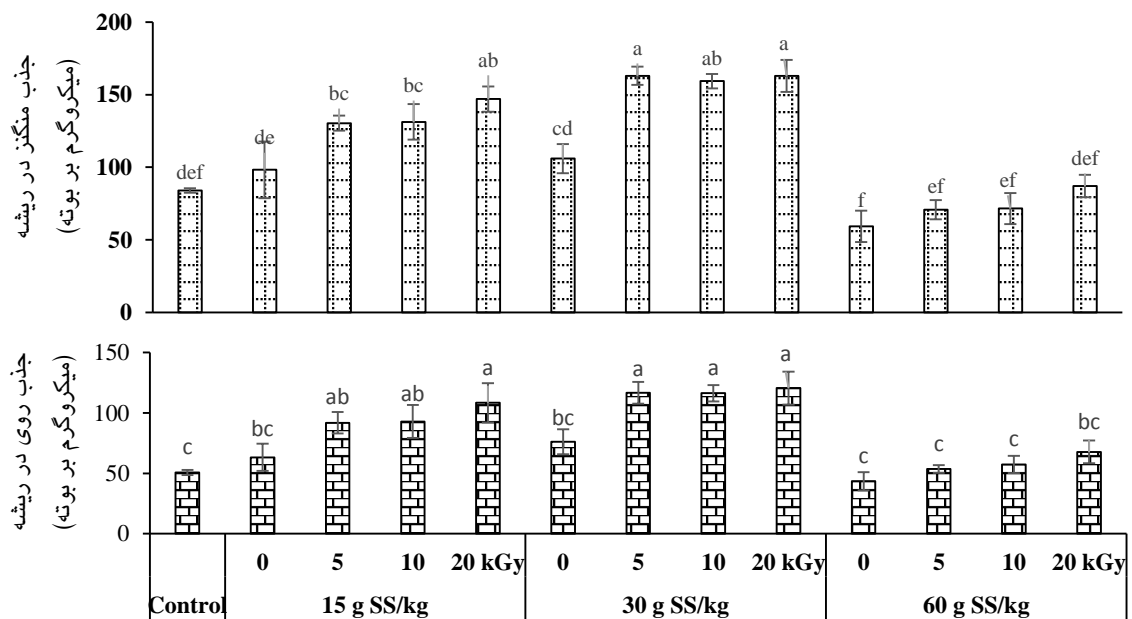 جذب منگنز در ریشه
(میکروگرم بر بوته)
200
150
100
50
0
def
de
bc
bc
ab
cd
a
ab
a
f
ef
ef
def
جذب روی در ریشه
(میکروگرم بر بوته)
150
100
50
0
c
bc
ab
ab
a
bc
a
a
a
c
c
c
bc
0 5 10 20 kGy 0 5 10 20 kGy 0 5 10 20 kGy
Control 15 g SS/kg 30 g SS/kg 60 g SS/kg